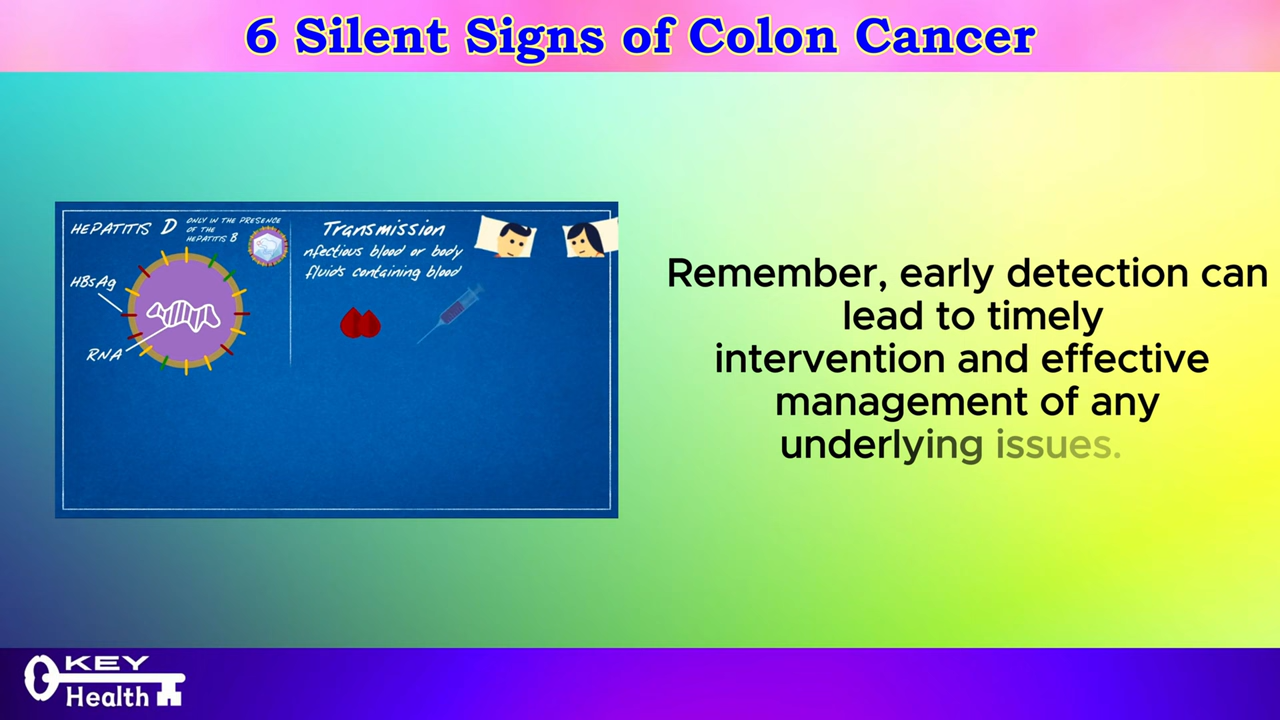 6 Silent Signs of Colon Cancer
HEPATITIS D
ONLY IN THE PRESENCE
OF THE
HEPATITIS B
HBsAg
RNA
Transmission
nfectious blood or body
fluids containing blood
Remember, early detection can
lead to timely
intervention and effective
management of any
underlying issues.
KEY
Health